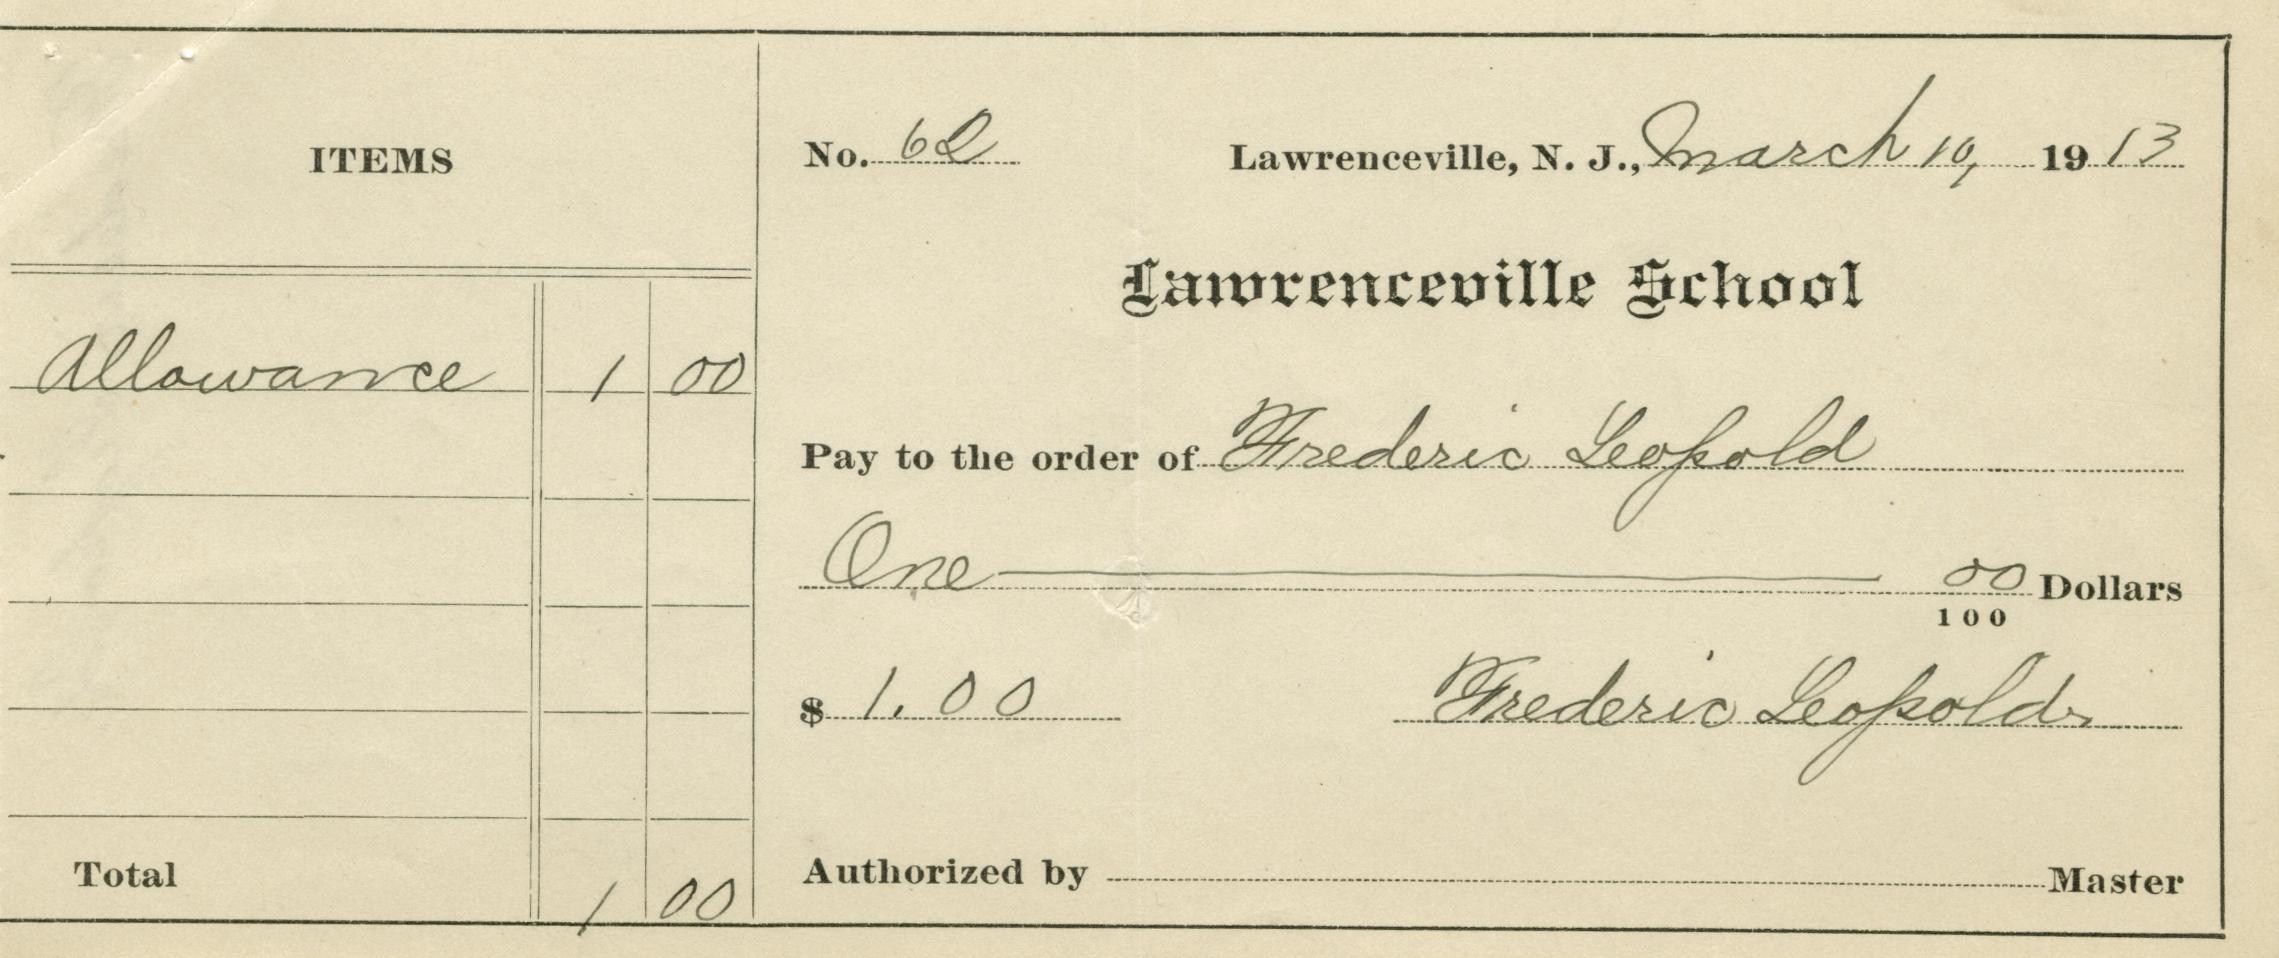 ITEMS
Allowance 1 00
Total 1 00
No. 62 Lawrenceville, N. J., March 10, 1913
Lawrenceville School
Pay to the order of Frederic Leopold
One 00/100 Dollars
$ 1.00 Frederic Leopold
Authorized by Master